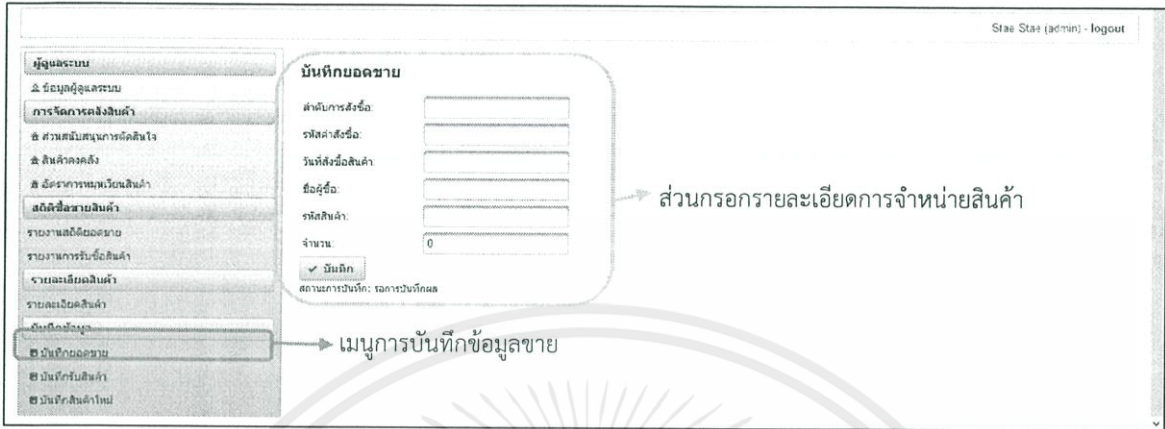 Stae Stae (admin) - logout
ผู้ดูแลระบบ
ข้อมูลผู้ดูแลระบบ
การจัดการคลังสินค้า
ส่วนสนับสนุนการตัดสินใจ
สินค้าคงคลัง
อัตราการหมุนเวียนสินค้า
สถิติซื้อขายสินค้า
รายงานสถิติยอดขาย
รายงานการรับซื้อสินค้า
รายละเอียดสินค้า
รายละเอียดสินค้า
บันทึกข้อมูล
บันทึกยอดขาย
บันทึกรับสินค้า
บันทึกสินค้าใหม่
บันทึกยอดขาย
ลำดับการสั่งซื้อ:
รหัสคำสั่งซื้อ:
วันที่สั่งซื้อสินค้า:
ชื่อผู้ซื้อ:
รหัสสินค้า:
จำนวน: 0
บันทึก
สถานะการบันทึก: รอการบันทึกผล
ส่วนกรอกรายละเอียดการจำหน่ายสินค้า
เมนูการบันทึกข้อมูลขาย